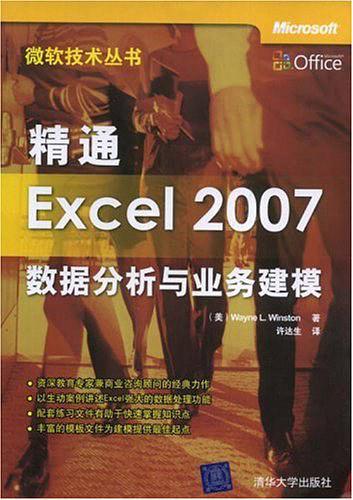 Microsoft
微软技术丛书
Microsoft
Office
精通
Excel 2007
数据分析与业务建模
(美) Wayne L. Winston 著
许达生 译
● 资深教育专家兼商业咨询顾问的经典力作
● 以生动案例讲述Excel强大的数据处理功能
● 配套练习文件有助于快速掌握知识点
● 丰富的模板文件为建模提供最佳起点
清华大学出版社